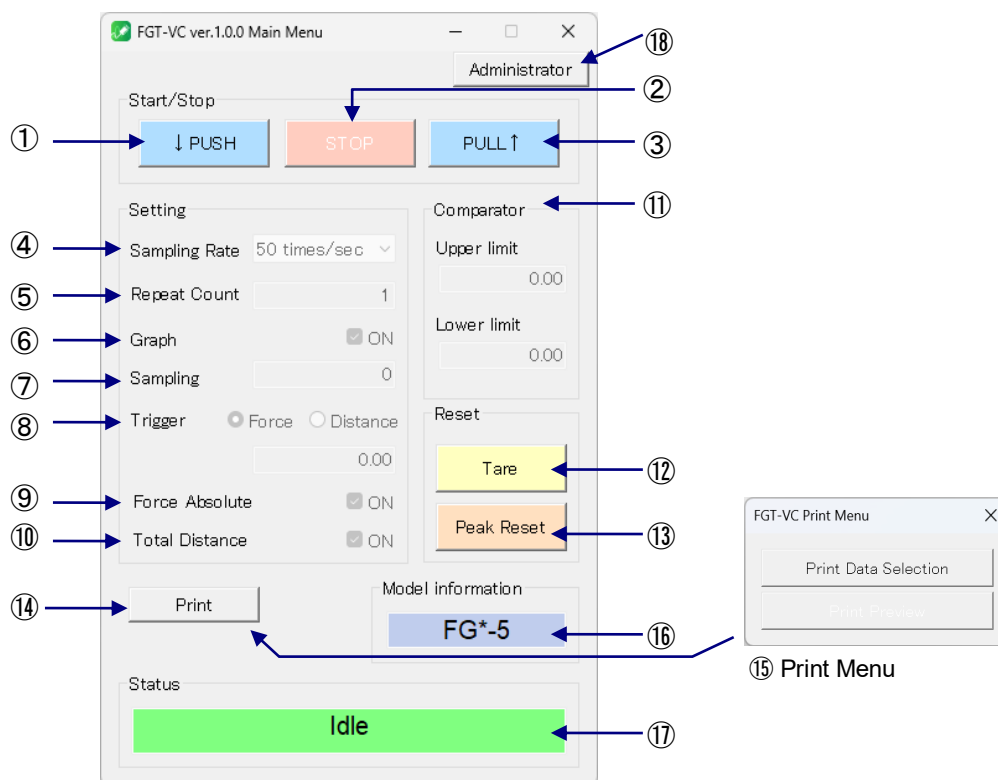 FGT-VC ver.1.0.0 Main Menu
⑱
Administrator
②
Start/Stop
①
↓PUSH
STOP
PULL↑
③
Setting
④
Sampling Rate
50 times/sec
⑤
Repeat Count
1
⑥
Graph
ON
⑦
Sampling
0
⑧
Trigger
Force
Distance
0.00
⑨
Force Absolute
ON
⑩
Total Distance
ON
Comparator
⑪
Upper limit
0.00
Lower limit
0.00
Reset
Tare
⑫
Peak Reset
⑬
⑭
Print
Model information
FG*-5
⑯
FGT-VC Print Menu
Print Data Selection
Print Preview
⑮ Print Menu
Status
Idle
⑰